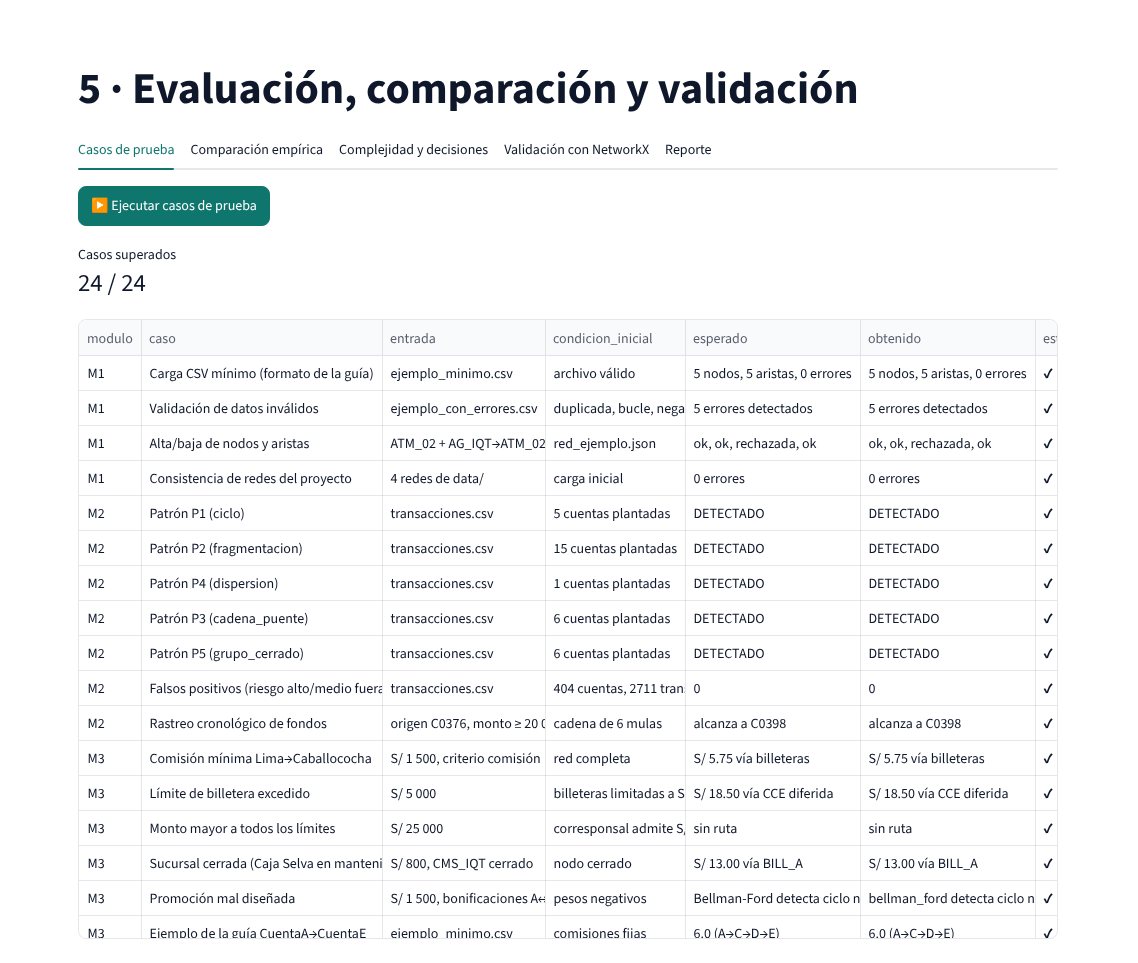 5 · Evaluación, comparación y validación
Casos de prueba Comparación empírica Complejidad y decisiones Validación con NetworkX Reporte
Ejecutar casos de prueba
Casos superados
24 / 24
modulo caso entrada condicion_inicial esperado obtenido est
M1 Carga CSV mínimo (formato de la guía) ejemplo_minimo.csv archivo válido 5 nodos, 5 aristas, 0 errores 5 nodos, 5 aristas, 0 errores ✓
M1 Validación de datos inválidos ejemplo_con_errores.csv duplicada, bucle, nega 5 errores detectados 5 errores detectados ✓
M1 Alta/baja de nodos y aristas ATM_02 + AG_IQT→ATM_02 red_ejemplo.json ok, ok, rechazada, ok ok, ok, rechazada, ok ✓
M1 Consistencia de redes del proyecto 4 redes de data/ carga inicial 0 errores 0 errores ✓
M2 Patrón P1 (ciclo) transacciones.csv 5 cuentas plantadas DETECTADO DETECTADO ✓
M2 Patrón P2 (fragmentacion) transacciones.csv 15 cuentas plantadas DETECTADO DETECTADO ✓
M2 Patrón P4 (dispersion) transacciones.csv 1 cuentas plantadas DETECTADO DETECTADO ✓
M2 Patrón P3 (cadena_puente) transacciones.csv 6 cuentas plantadas DETECTADO DETECTADO ✓
M2 Patrón P5 (grupo_cerrado) transacciones.csv 6 cuentas plantadas DETECTADO DETECTADO ✓
M2 Falsos positivos (riesgo alto/medio fuera transacciones.csv 404 cuentas, 2711 tran 0 0 ✓
M2 Rastreo cronológico de fondos origen C0376, monto ≥ 20 0 cadena de 6 mulas alcanza a C0398 alcanza a C0398 ✓
M3 Comisión mínima Lima→Caballococha S/ 1 500, criterio comisión red completa S/ 5.75 vía billeteras S/ 5.75 vía billeteras ✓
M3 Límite de billetera excedido S/ 5 000 billeteras limitadas a S S/ 18.50 vía CCE diferida S/ 18.50 vía CCE diferida ✓
M3 Monto mayor a todos los límites S/ 25 000 corresponsal admite S/ sin ruta sin ruta ✓
M3 Sucursal cerrada (Caja Selva en manteni S/ 800, CMS_IQT cerrado nodo cerrado S/ 13.00 vía BILL_A S/ 13.00 vía BILL_A ✓
M3 Promoción mal diseñada S/ 1 500, bonificaciones A↔ pesos negativos Bellman-Ford detecta ciclo n bellman_ford detecta ciclo n ✓
M3 Ejemplo de la guía CuentaA→CuentaE ejemplo_minimo.csv comisiones fijas 6.0 (A→C→D→E) 6.0 (A→C→D→E) ✓